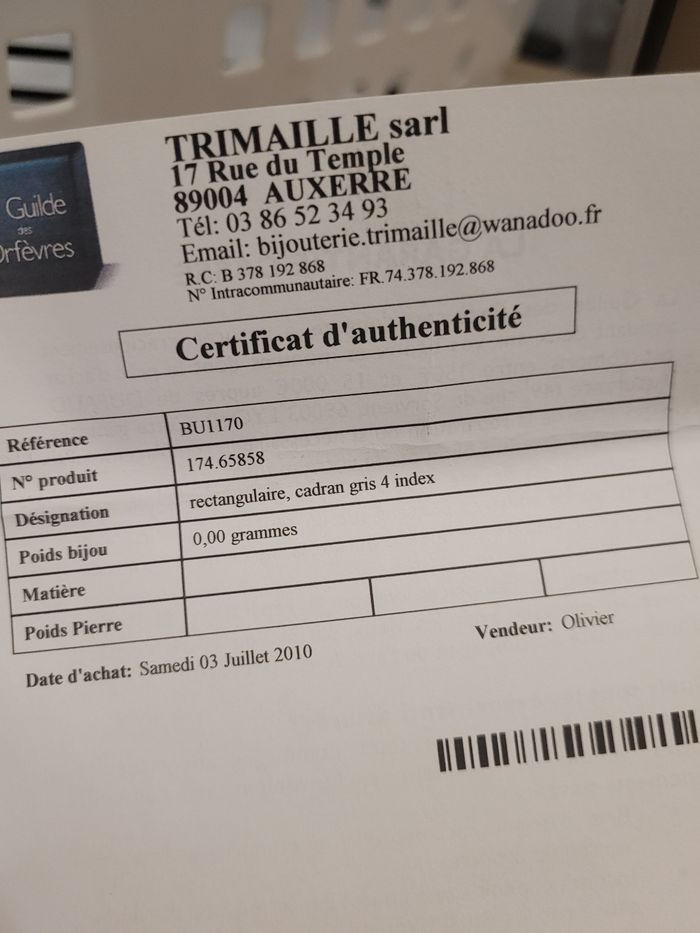 Guilde
des
Orfèvres
TRIMAILLE sarl
17 Rue du Temple
89004 AUXERRE
Tél: 03 86 52 34 93
Email: bijouterie.trimaille@wanadoo.fr
R.C: B 378 192 868
N° Intracommunautaire: FR.74.378.192.868
Certificat d'authenticité
Référence BU1170
N° produit 174.65858
Désignation rectangulaire, cadran gris 4 index
Poids bijou 0,00 grammes
Matière
Poids Pierre
Date d'achat: Samedi 03 Juillet 2010
Vendeur: Olivier